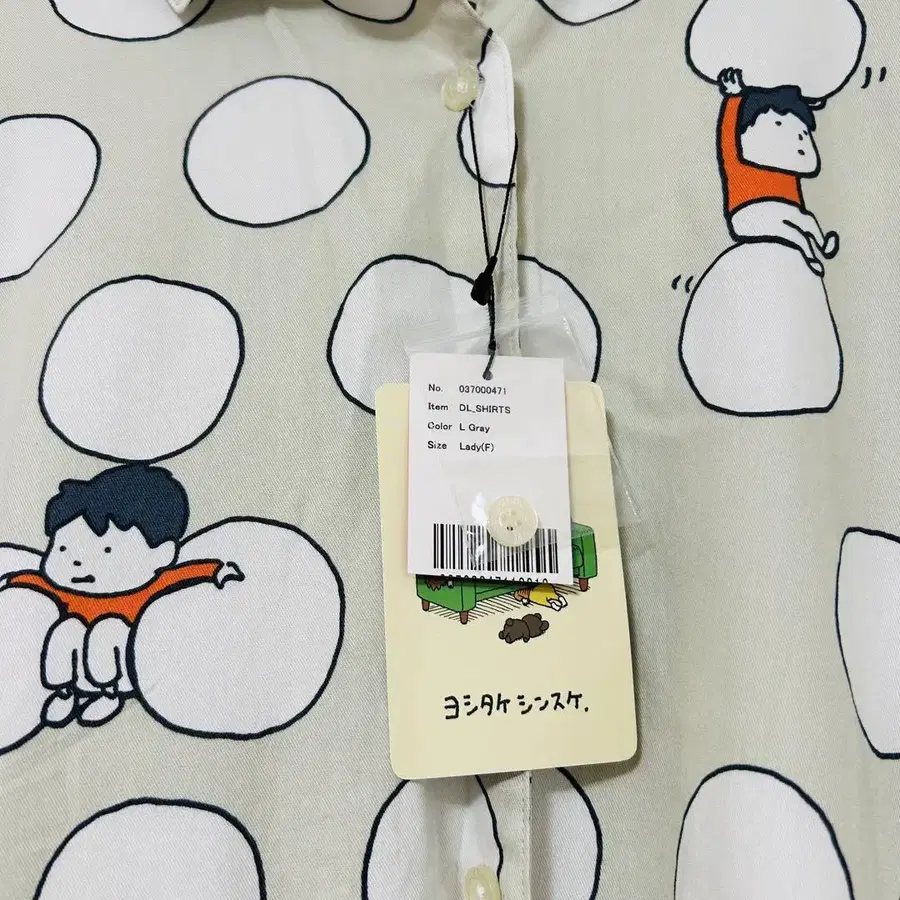 No. 037000471
Item DL_SHIRTS
Color L Gray
Size Lady(F)
ヨシタケ シンスケ.